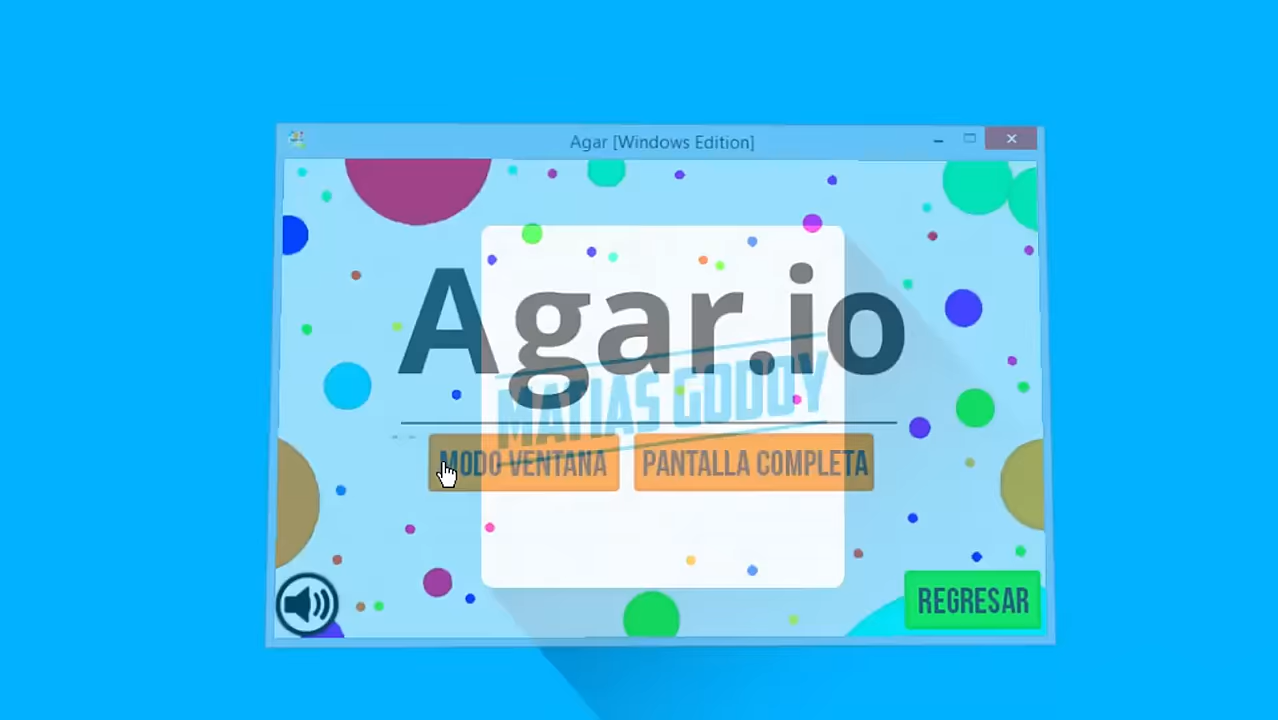 Agar [Windows Edition]
Agar.io
MATIAS GODOY
MODO VENTANA
PANTALLA COMPLETA
REGRESAR